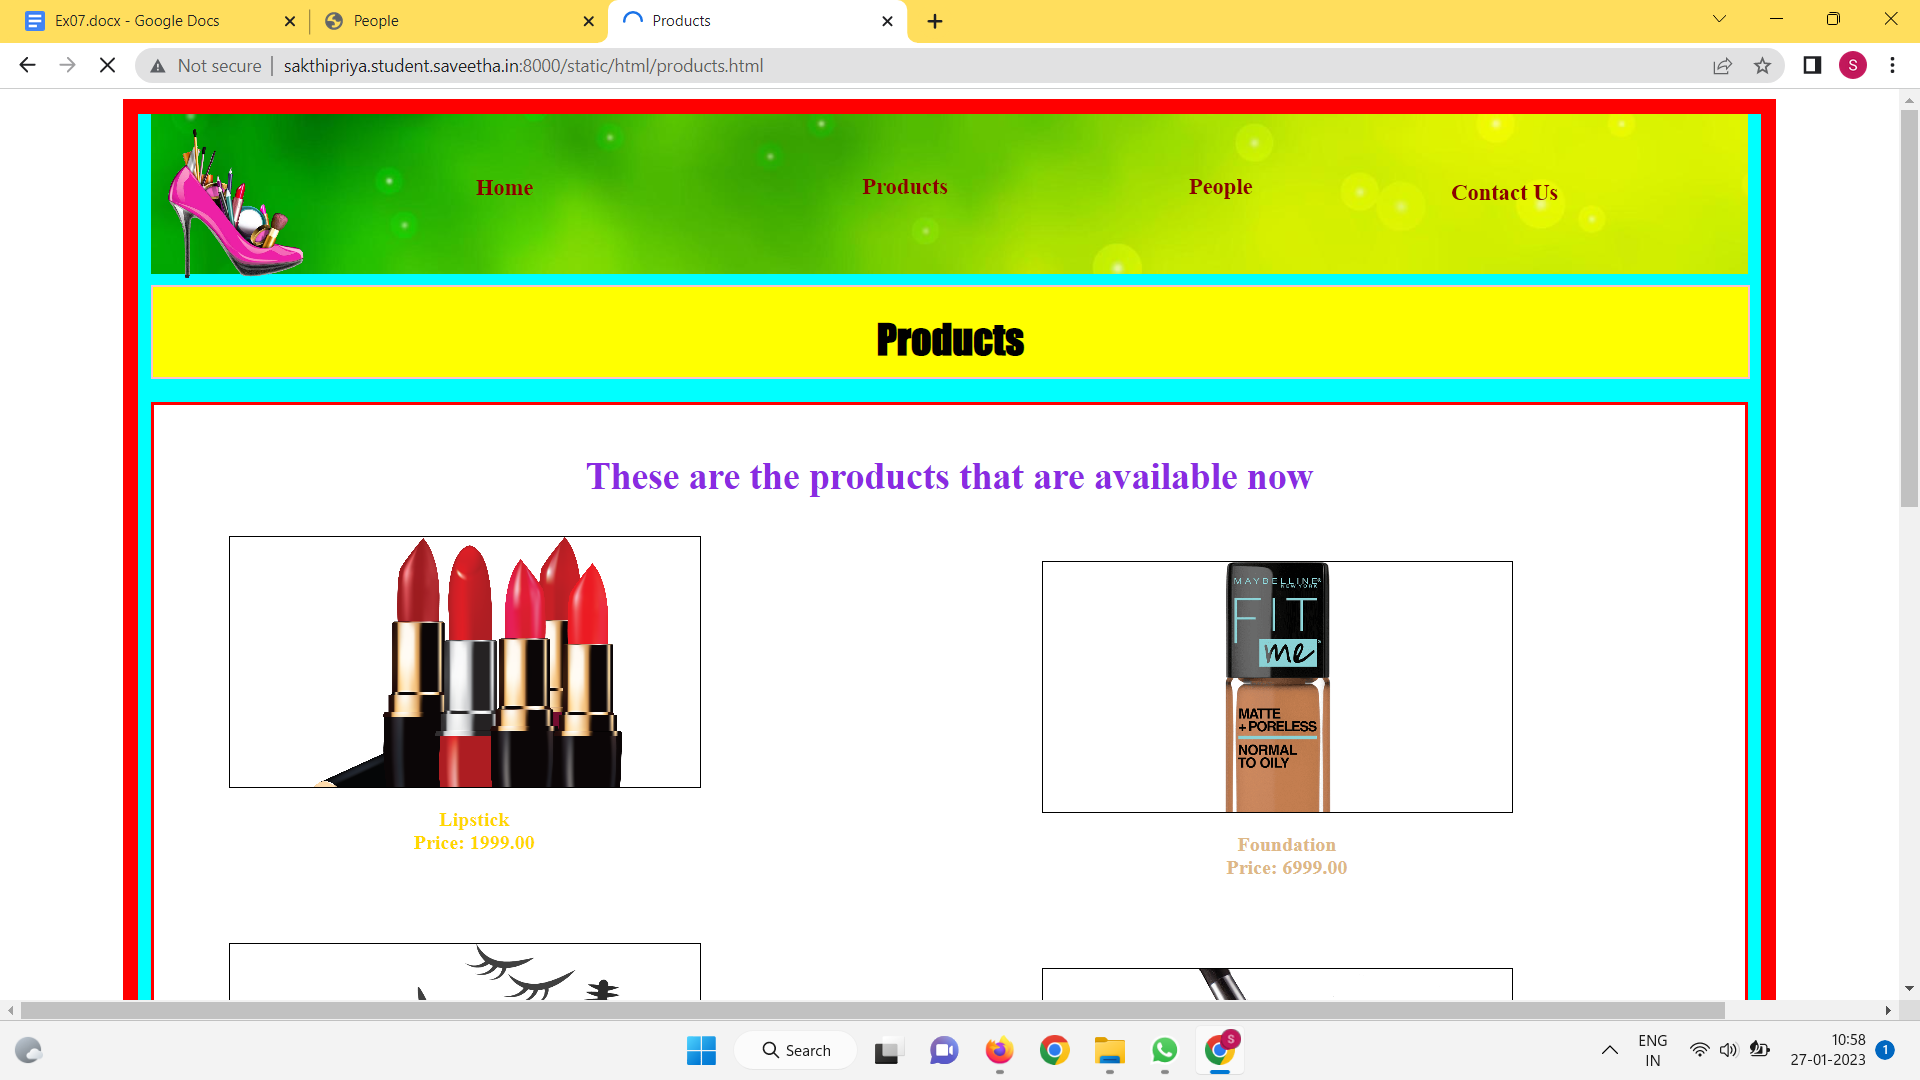 Ex07.docx - Google Docs
People
Products
Not secure
sakthipriya.student.saveetha.in:8000/static/html/products.html
S
Home
Products
People
Contact Us
Products
These are the products that are available now
MAYBELLINE
NEW YORK
FIT
me
MATTE
+ PORELESS
NORMAL
TO OILY
Lipstick
Price: 1999.00
Foundation
Price: 6999.00
Search
S
ENG
IN
10:58
27-01-2023
1